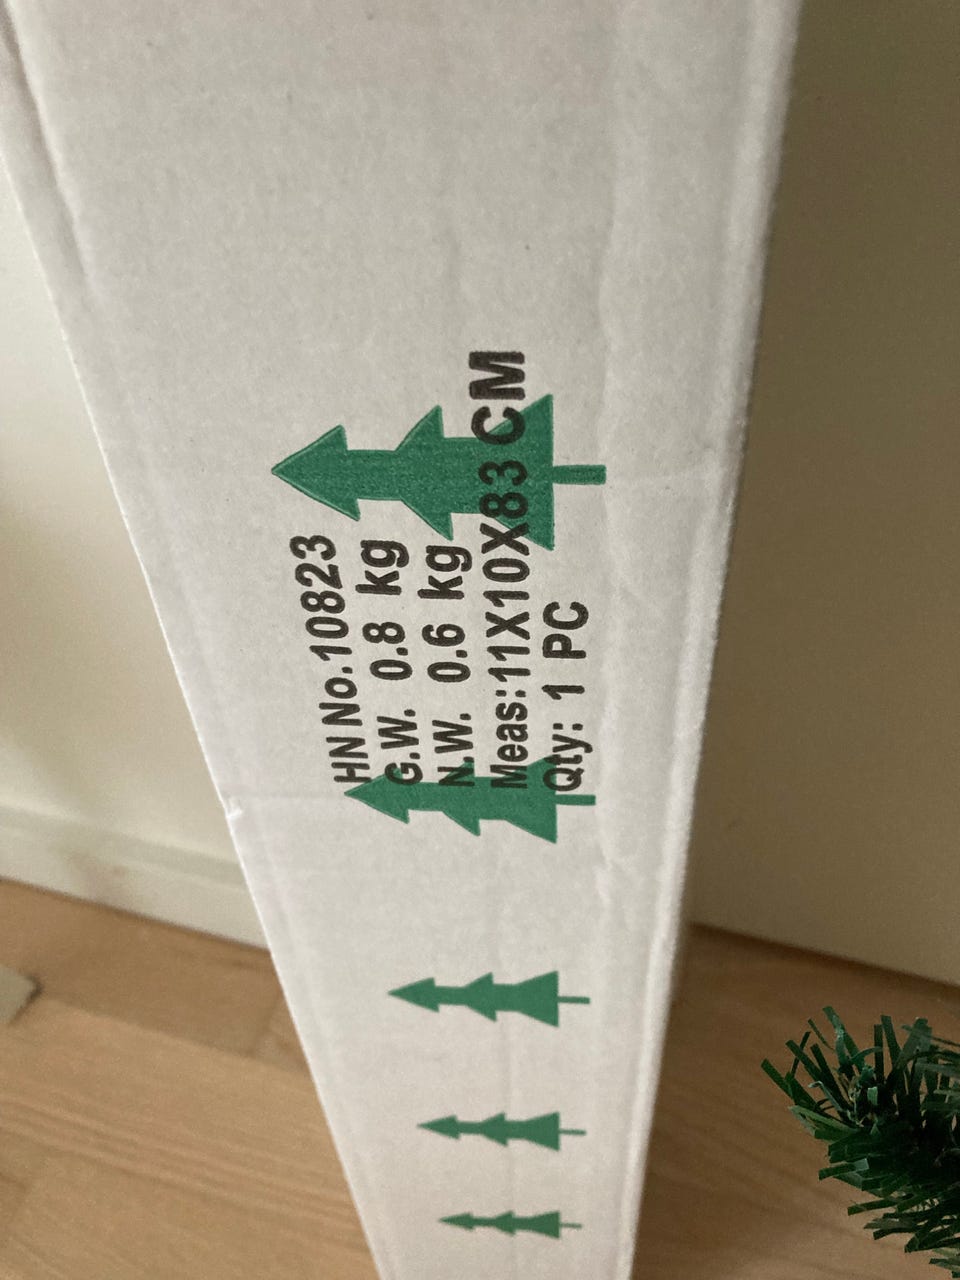 HN No.10823
G.W. 0.8 kg
N.W. 0.6 kg
Meas:11X10X83 CM
Qty: 1 PC